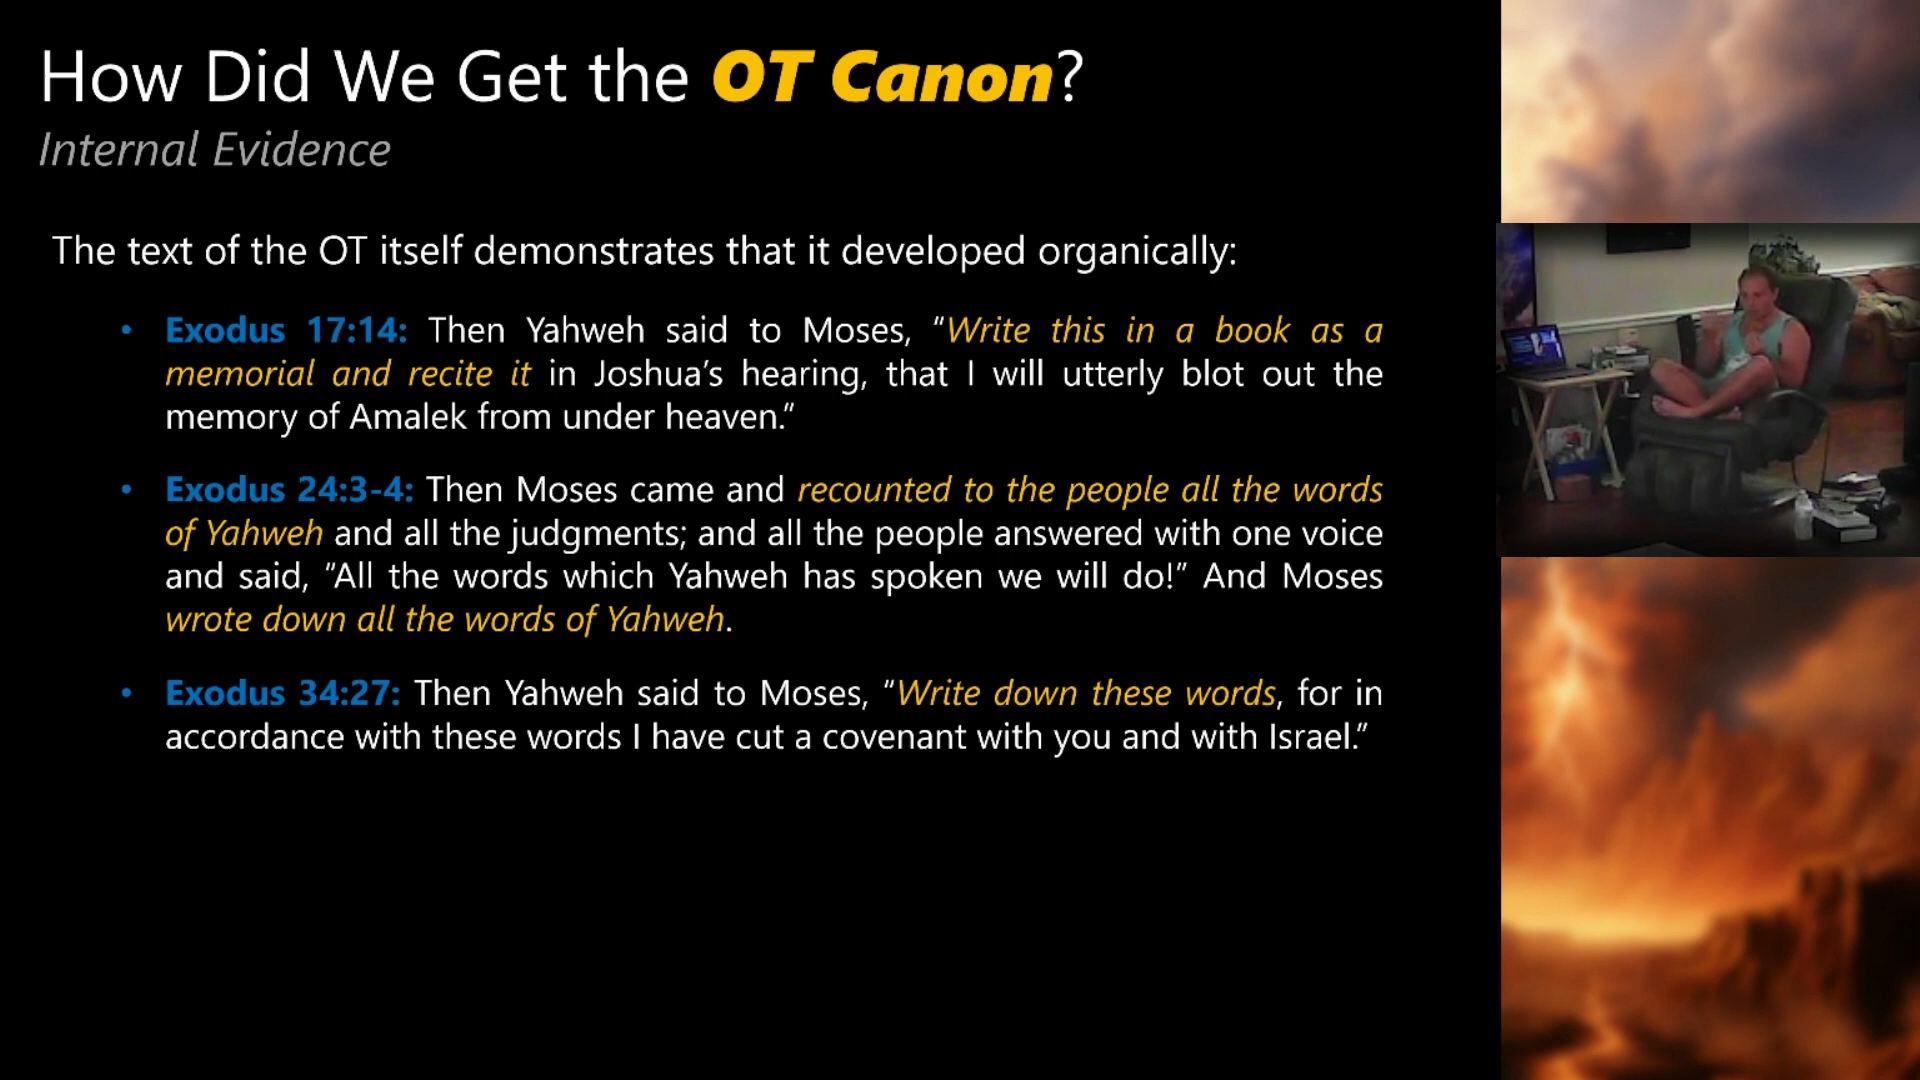 How Did We Get the OT Canon?
Internal Evidence
The text of the OT itself demonstrates that it developed organically:
• Exodus 17:14: Then Yahweh said to Moses, “Write this in a book as a
memorial and recite it in Joshua’s hearing, that I will utterly blot out the
memory of Amalek from under heaven.“
• Exodus 24:3-4: Then Moses came and recounted to the people all the words
of Yahweh and all the judgments; and all the people answered with one voice
and said, “All the words which Yahweh has spoken we will do!” And Moses
wrote down all the words of Yahweh.
• Exodus 34:27: Then Yahweh said to Moses, “Write down these words, for in
accordance with these words I have cut a covenant with you and with Israel.”